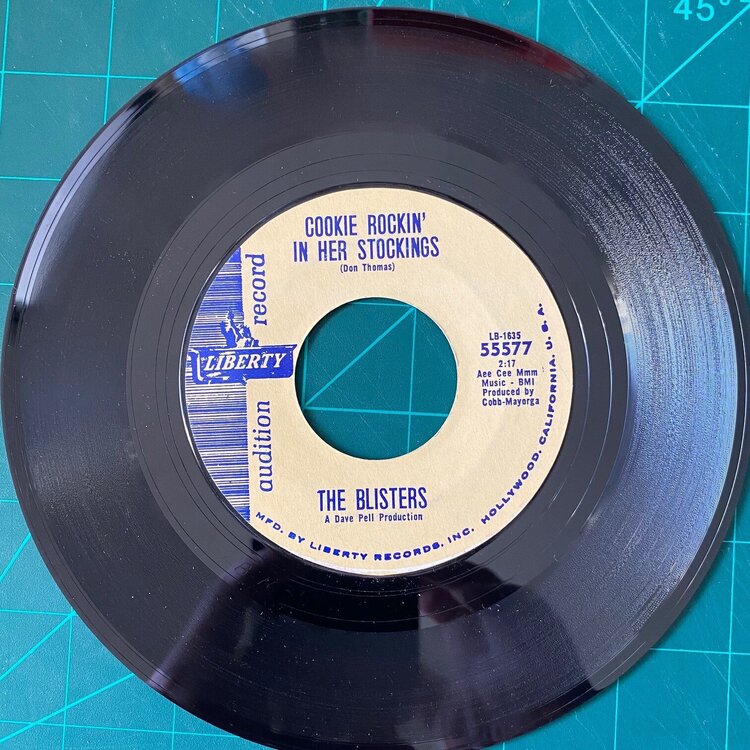 45°
COOKIE ROCKIN'
IN HER STOCKINGS
(Don Thomas)
audition record
LIBERTY
LB-1635
55577
2:17
Aee Cee Mmm
Music - BMI
Produced by
Cobb-Mayorga
THE BLISTERS
A Dave Pell Production
MFD. BY LIBERTY RECORDS, INC. HOLLYWOOD, CALIFORNIA. U. S. A.